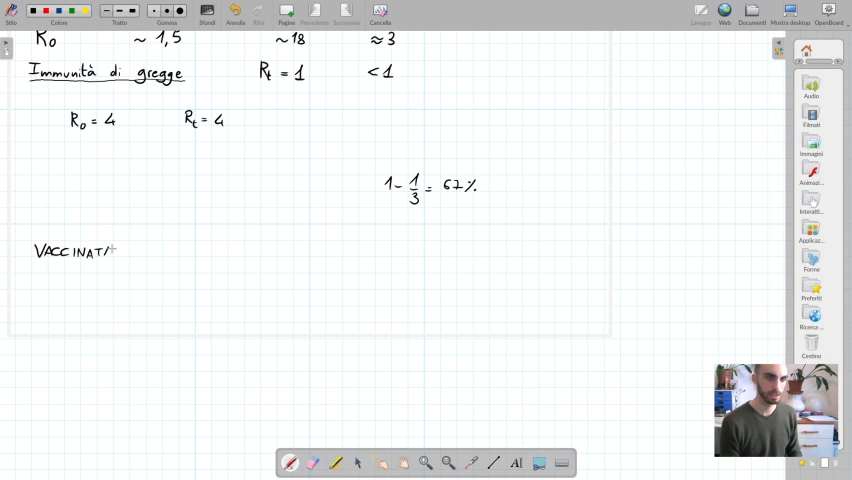 Stilo
Tratto
Gomma
Sfondi
Annulla
Rifai
Pagine
Precedente
Successivo
Cancella
Lavagna
Web
Documenti
Mostra desktop
OpenBoard
R0 ~ 1,5 ~18 ≈3
Immunità di gregge Rt = 1 < 1
R0 = 4 Rt = 4
1 - 1/3 = 67 %
VACCINATI
Audio
Filmati
Immagini
Animazi...
Interatti...
Applicaz...
Forme
Preferiti
Ricerca ...
Cestino